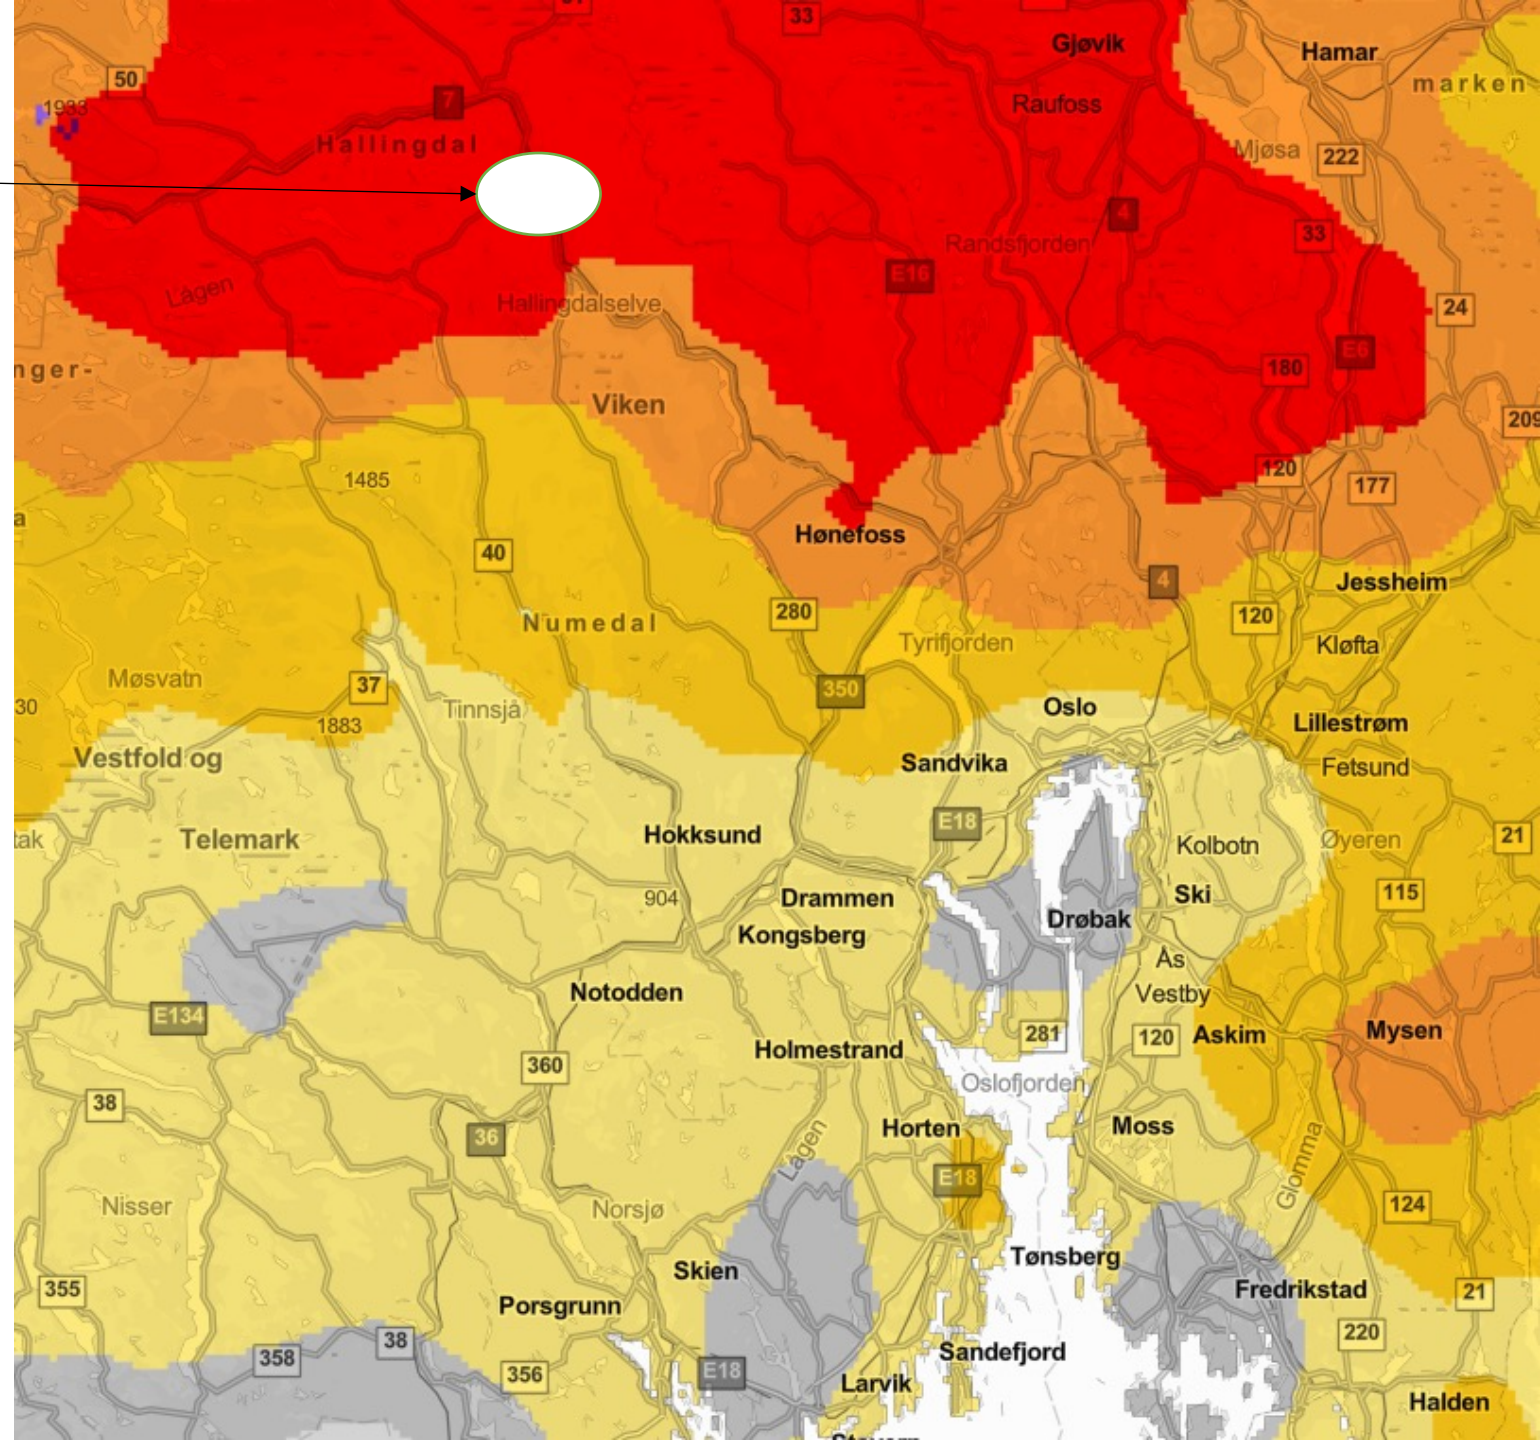 33
Gjøvik
Hamar
50
marken
1933
7
Raufoss
Hallingdal
Mjøsa
222
4
33
Randsfjorden
E16
Lågen
Hallingdalselve
24
E6
nger-
180
Viken
209
120
1485
177
Hønefoss
40
4
Jessheim
280
120
Numedal
Tyrifjorden
Kløfta
Møsvatn
37
350
30
Tinnsjå
Oslo
1883
Lillestrøm
Vestfold og
Sandvika
Fetsund
E18
Hokksund
Telemark
tak
Kolbotn
Øyeren
21
904
Drammen
Ski
115
Drøbak
Kongsberg
Ås
Notodden
Vestby
E134
281
120
Askim
Mysen
Holmestrand
360
Oslofjorden
38
Horten
Moss
36
Lågen
E18
Glomma
Nisser
Norsjø
124
Tønsberg
Skien
355
Fredrikstad
21
Porsgrunn
220
38
Sandefjord
358
356
E18
Larvik
Halden